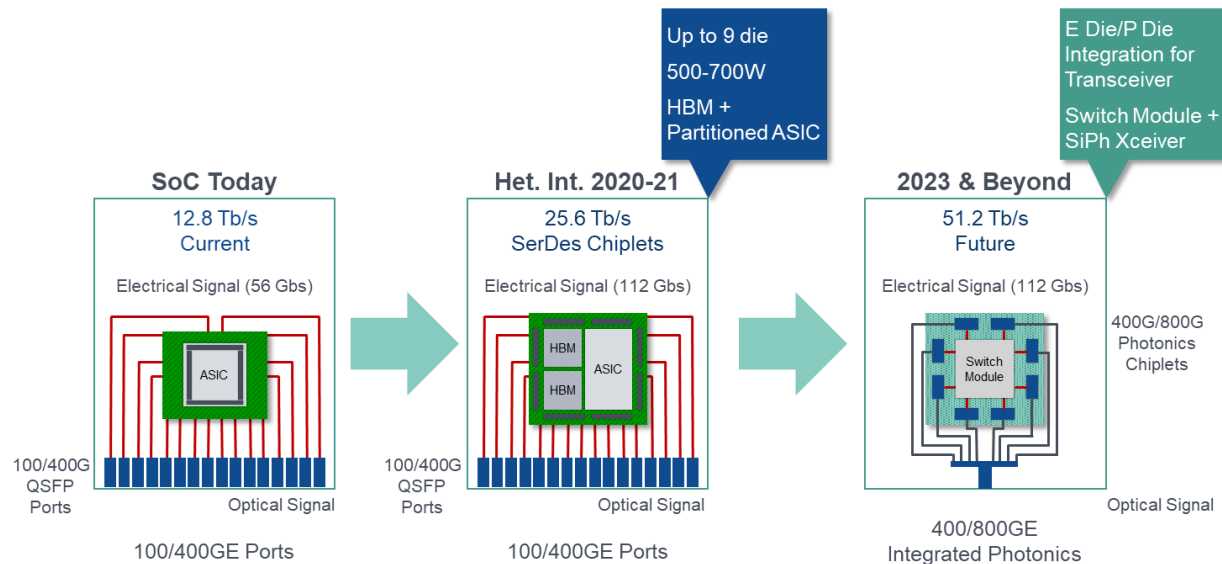 Up to 9 die
500-700W
HBM +
Partitioned ASIC
E Die/P Die
Integration for
Transceiver
Switch Module +
SiPh Xceiver
SoC Today
12.8 Tb/s
Current
Electrical Signal (56 Gbs)
ASIC
100/400G
QSFP
Ports
Optical Signal
100/400GE Ports
Het. Int. 2020-21
25.6 Tb/s
SerDes Chiplets
Electrical Signal (112 Gbs)
HBM
HBM
ASIC
100/400G
QSFP
Ports
Optical Signal
100/400GE Ports
2023 & Beyond
51.2 Tb/s
Future
Electrical Signal (112 Gbs)
Switch
Module
400G/800G
Photonics
Chiplets
Optical Signal
400/800GE
Integrated Photonics